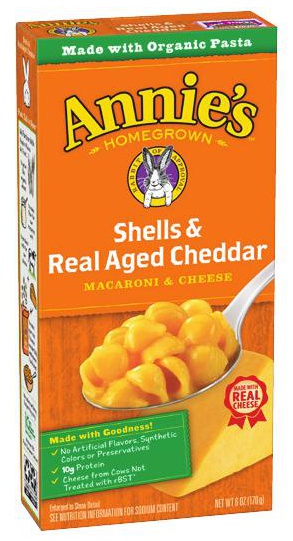 Made with Organic Pasta
Annie's
HOMEGROWN
RABBIT OF APPROVAL
Shells &
Real Aged Cheddar
MACARONI & CHEESE
MADE WITH
REAL
CHEESE
Made with Goodness!
✓ No Artificial Flavors, Synthetic
Colors or Preservatives
✓ 10g Protein
✓ Cheese from Cows Not
Treated with rBST*
Enlarged to Show Detail
SEE NUTRITION INFORMATION FOR SODIUM CONTENT
NET WT 6 OZ (170g)